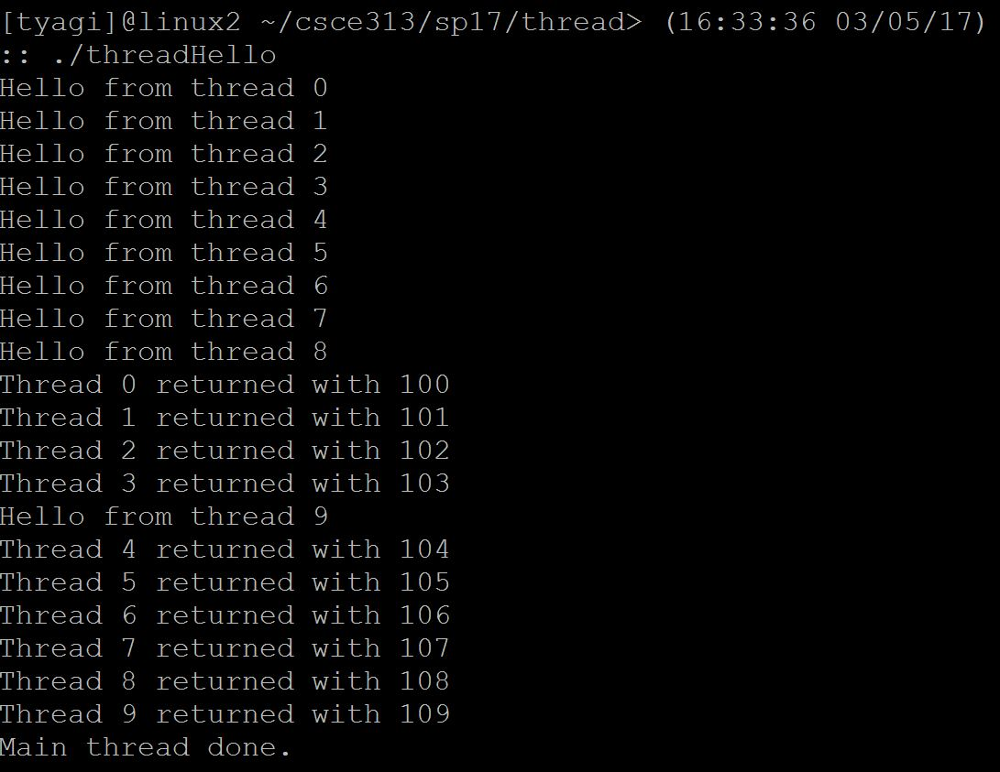 [tyagi]@linux2 ~/csce313/sp17/thread> (16:33:36 03/05/17)
:: ./threadHello
Hello from thread 0
Hello from thread 1
Hello from thread 2
Hello from thread 3
Hello from thread 4
Hello from thread 5
Hello from thread 6
Hello from thread 7
Hello from thread 8
Thread 0 returned with 100
Thread 1 returned with 101
Thread 2 returned with 102
Thread 3 returned with 103
Hello from thread 9
Thread 4 returned with 104
Thread 5 returned with 105
Thread 6 returned with 106
Thread 7 returned with 107
Thread 8 returned with 108
Thread 9 returned with 109
Main thread done.